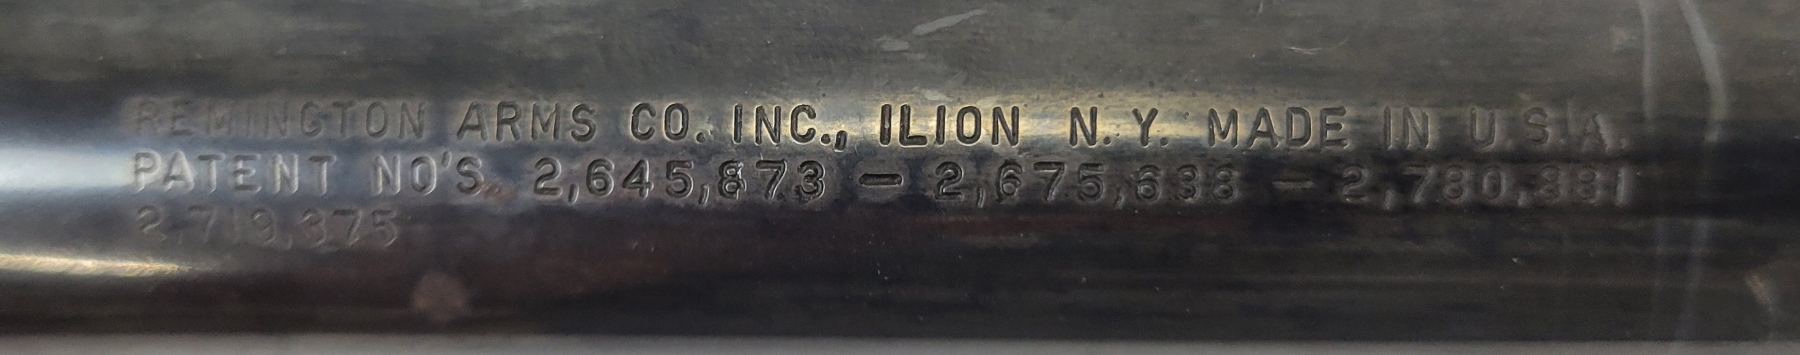 REMINGTON ARMS CO. INC., ILION N.Y. MADE IN U.S.A.
PATENT NO'S. 2,645,873 — 2,675,638 — 2,780,881
2,719,375